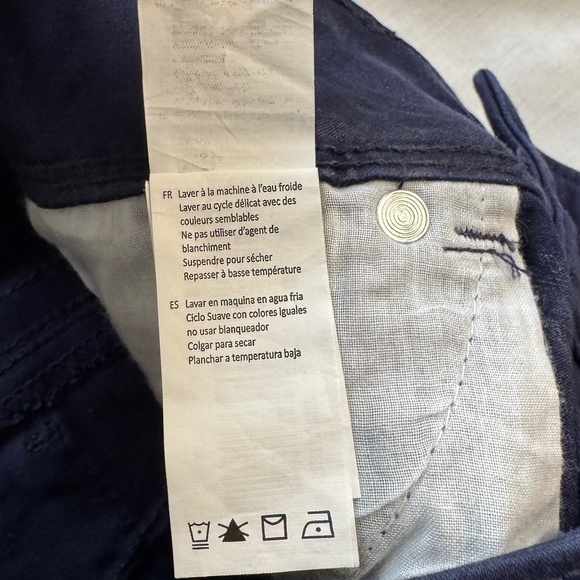 FR Laver à la machine à l'eau froide
Laver au cycle délicat avec des
couleurs semblables
Ne pas utiliser d'agent de
blanchiment
Suspendre pour sécher
Repasser à basse température
ES Lavar en maquina en agua fria
Ciclo Suave con colores iguales
no usar blanqueador
Colgar para secar
Planchar a temperatura baja